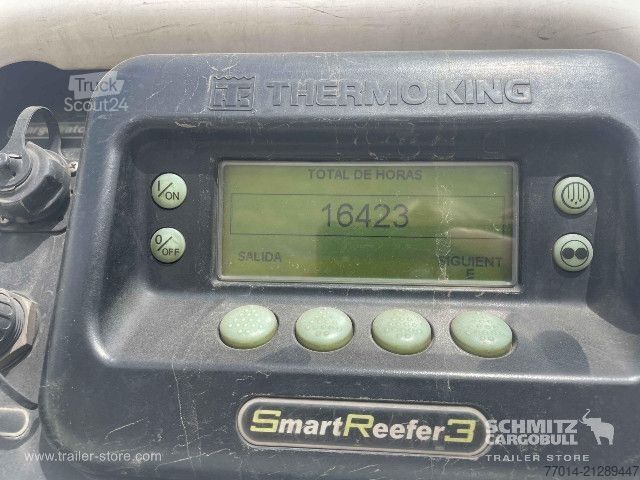 Truck
Scout24
TK THERMO KING
I/ON
0/OFF
TOTAL DE HORAS
16423
SALIDA
SIGUIENT
E
SmartReefer3
SCHMITZ
CARGOBULL
TRAILER STORE
www.trailer-store.com
77014-21289447